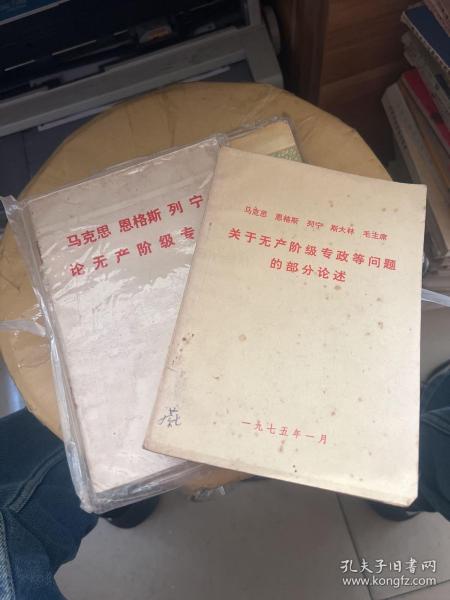 马克思 恩格斯 列宁
论无产阶级专
马克思 恩格斯 列宁 斯大林 毛主席
关于无产阶级专政等问题
的部分论述
一九七五年一月
孔夫子旧书网
www.kongfz.com